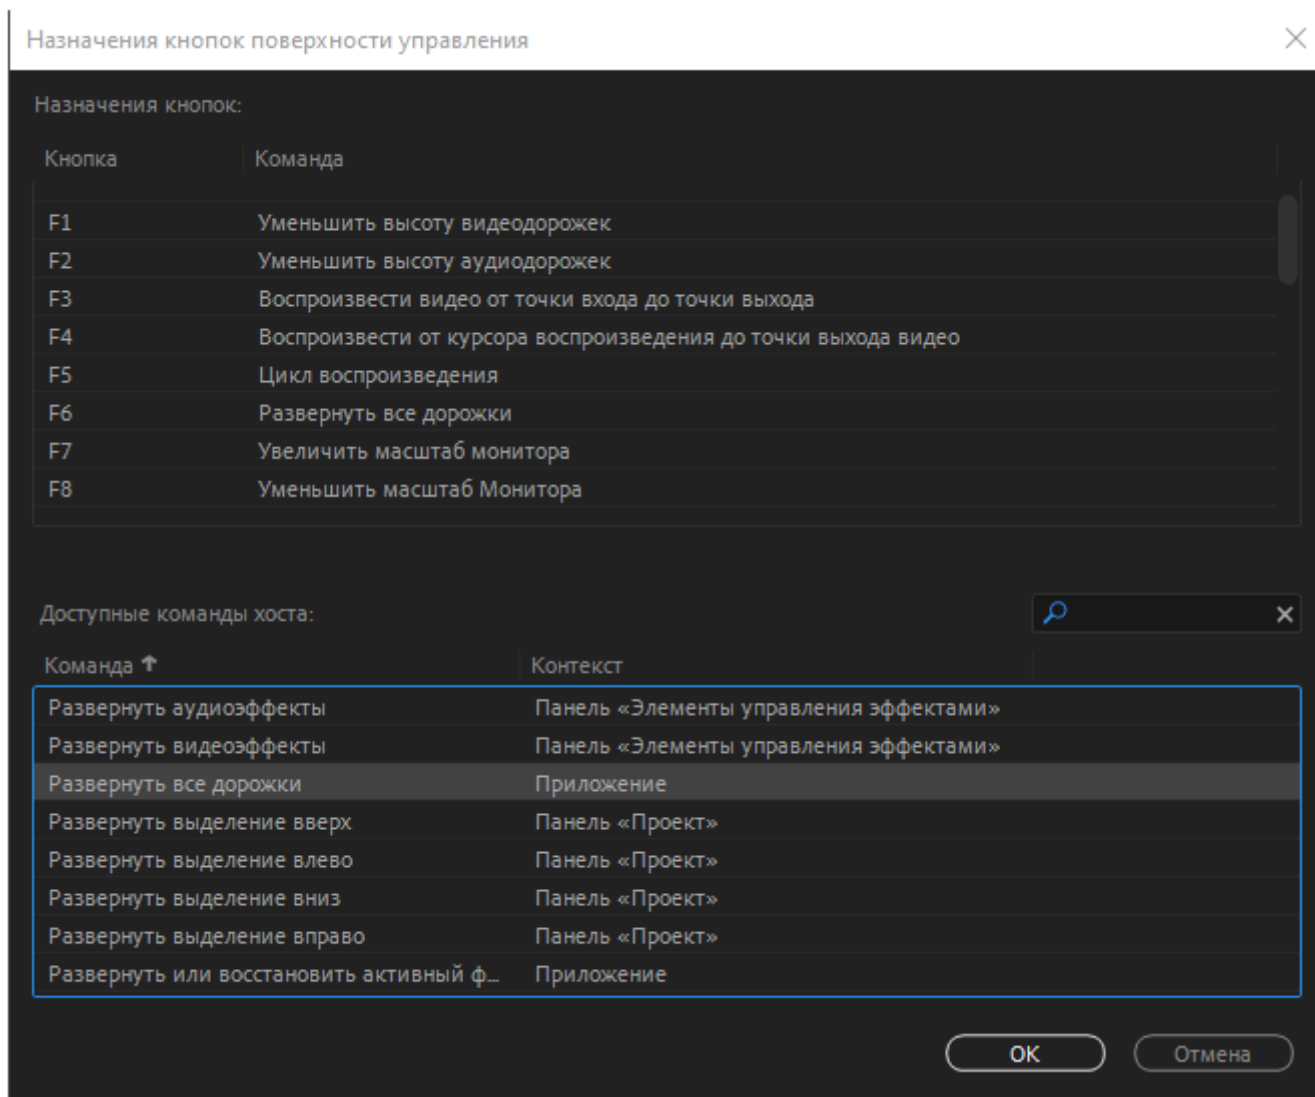 Назначения кнопок поверхности управления
Назначения кнопок:
Кнопка Команда
F1 Уменьшить высоту видеодорожек
F2 Уменьшить высоту аудиодорожек
F3 Воспроизвести видео от точки входа до точки выхода
F4 Воспроизвести от курсора воспроизведения до точки выхода видео
F5 Цикл воспроизведения
F6 Развернуть все дорожки
F7 Увеличить масштаб монитора
F8 Уменьшить масштаб Монитора
Доступные команды хоста:
Команда Контекст
Развернуть аудиоэффекты Панель «Элементы управления эффектами»
Развернуть видеоэффекты Панель «Элементы управления эффектами»
Развернуть все дорожки Приложение
Развернуть выделение вверх Панель «Проект»
Развернуть выделение влево Панель «Проект»
Развернуть выделение вниз Панель «Проект»
Развернуть выделение вправо Панель «Проект»
Развернуть или восстановить активный ф... Приложение
ОК Отмена